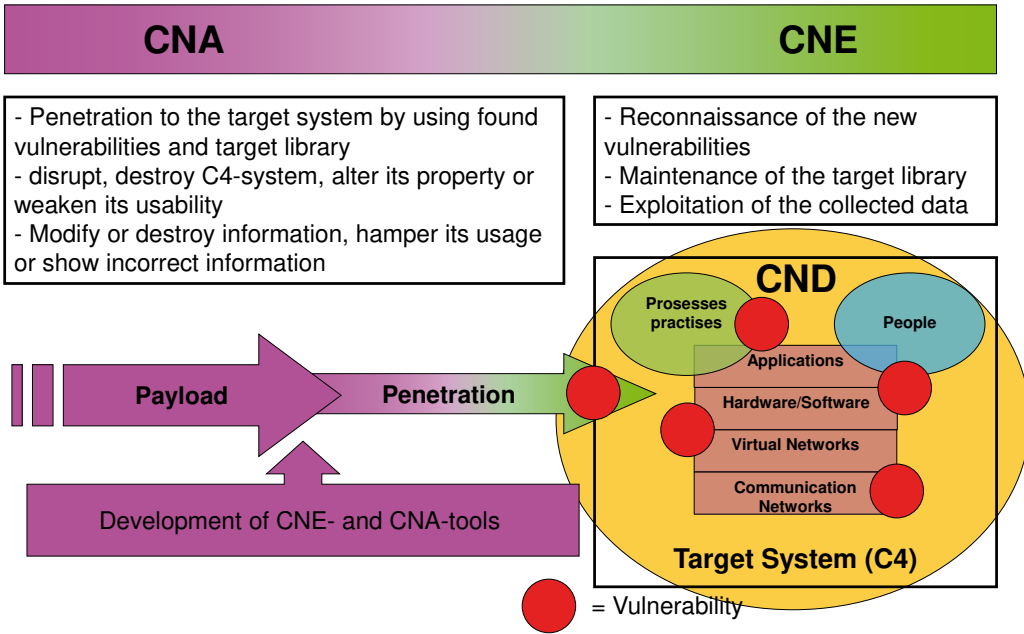 CNA
CNE
- Penetration to the target system by using found
vulnerabilities and target library
- disrupt, destroy C4-system, alter its property or
weaken its usability
- Modify or destroy information, hamper its usage
or show incorrect information
- Reconnaissance of the new
vulnerabilities
- Maintenance of the target library
- Exploitation of the collected data
CND
Prosesses
practises
People
Applications
Hardware/Software
Virtual Networks
Communication
Networks
Payload
Penetration
Development of CNE- and CNA-tools
Target System (C4)
= Vulnerability